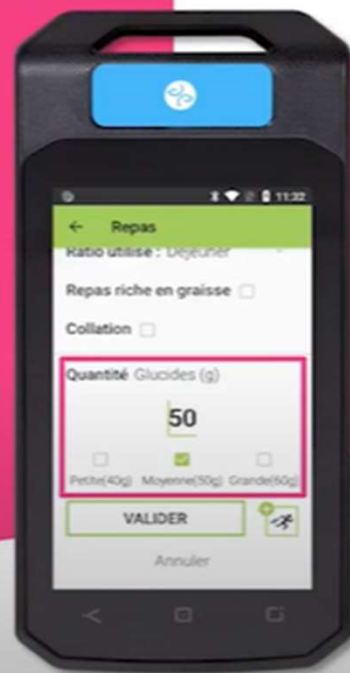 11:32
← Repas
Ratio utilisé : Déjeuner
Repas riche en graisse
Collation
Quantité Glucides (g)
50
Petite(40g) Moyenne(50g) Grande(60g)
VALIDER
Annuler